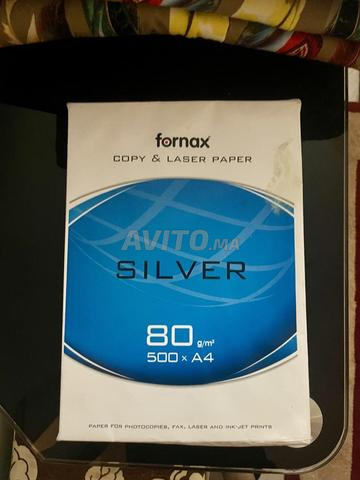 fornax
COPY & LASER PAPER
AVITO.MA
SILVER
80 g/m²
500 x A4
PAPER FOR PHOTOCOPIES, FAX, LASER AND INK-JET PRINTS